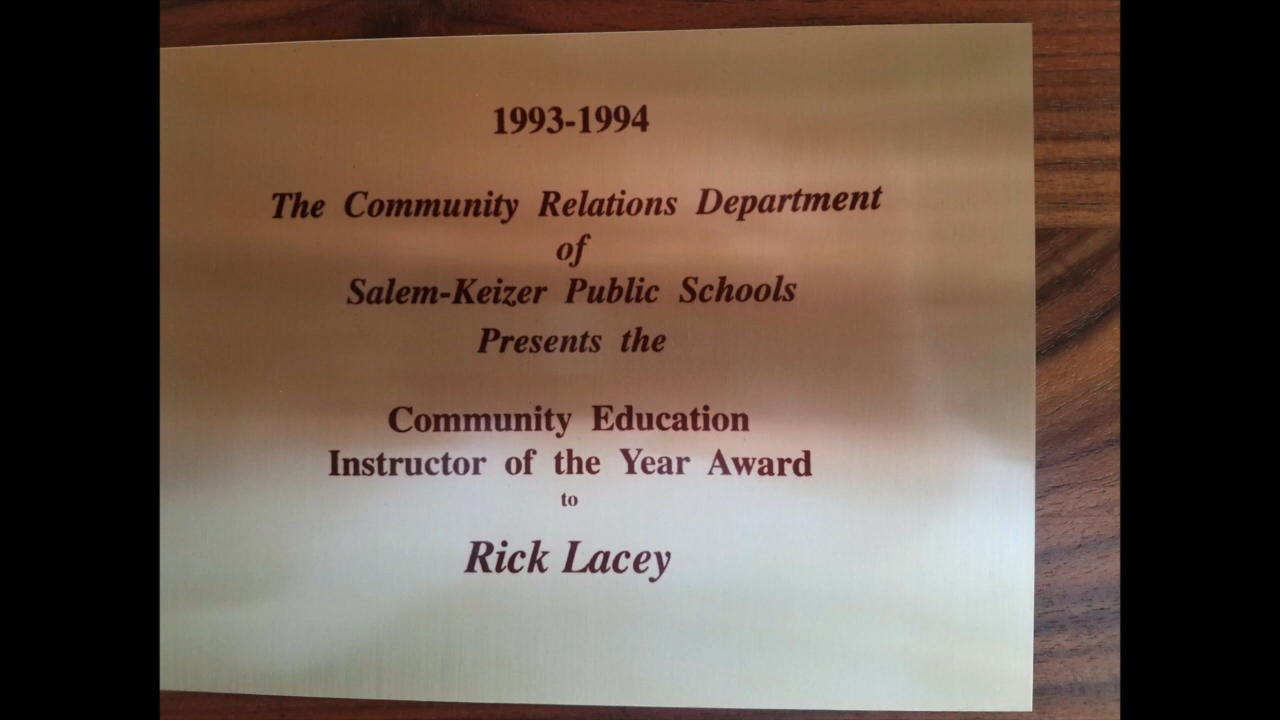 1993-1994
The Community Relations Department
of
Salem-Keizer Public Schools
Presents the
Community Education
Instructor of the Year Award
to
Rick Lacey